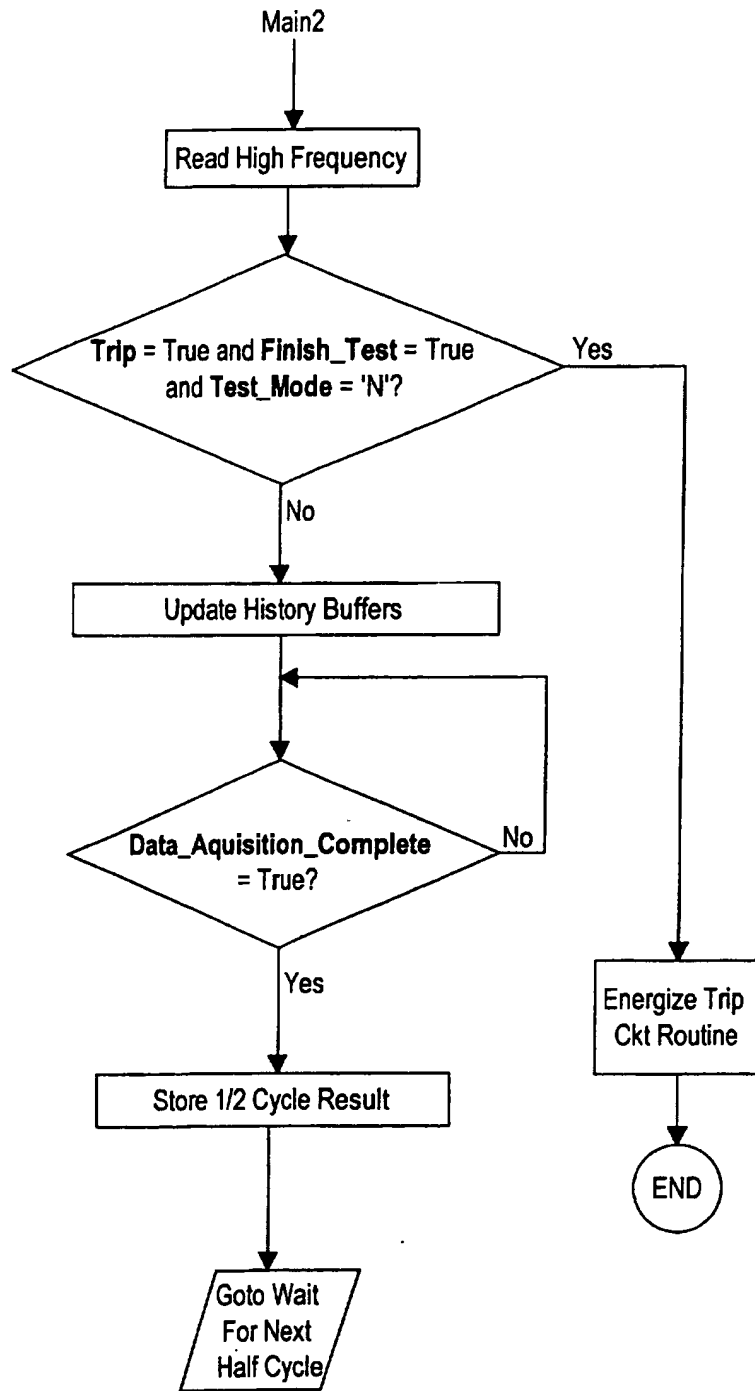 Main2
Read High Frequency
Trip = True and Finish_Test = True
and Test_Mode = 'N'?
Yes
No
Update History Buffers
Data_Aquisition_Complete
= True?
No
Yes
Energize Trip
Ckt Routine
Store 1/2 Cycle Result
END
Goto Wait
For Next
Half Cycle